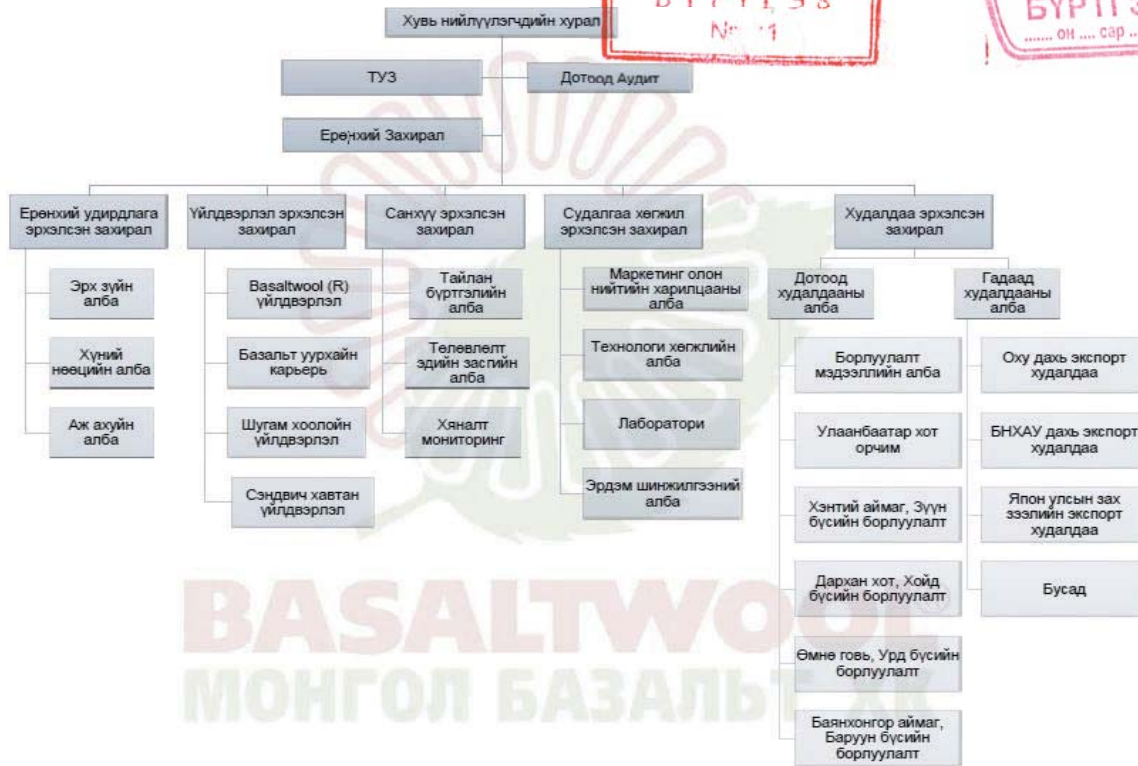 Хувь нийлүүлэгчдийн хурал
ТУЗ
Дотоод Аудит
Ерөнхий Захирал
Ерөнхий удирдлага
эрхэлсэн захирал
Үйлдвэрлэл эрхэлсэн
захирал
Санхүү эрхэлсэн
захирал
Судалгаа хөгжил
эрхэлсэн захирал
Худалдаа эрхэлсэн
захирал
Эрх зүйн
алба
Хүний
нөөцийн алба
Аж ахуйн
алба
Basaltwool (R)
үйлдвэрлэл
Базальт уурхайн
карьерь
Шугам хоолойн
үйлдвэрлэл
Сэндвич хавтан
үйлдвэрлэл
Тайлан
бүртгэлийн
алба
Төлөвлөлт
эдийн засгийн
алба
Хяналт
мониторинг
Маркетинг олон
нийтийн харилцааны
алба
Технологи хөгжлийн
алба
Лаборатори
Эрдэм шинжилгээний
алба
Дотоод
худалдааны
алба
Борлуулалт
мэдээллийн алба
Улаанбаатар хот
орчим
Хэнтий аймаг, Зүүн
бүсийн борлуулалт
Дархан хот, Хойд
бүсийн борлуулалт
Өмнө говь, Урд бүсийн
борлуулалт
Баянхонгор аймаг,
Баруун бүсийн
борлуулалт
Гадаад
худалдааны
алба
Оху дахь экспорт
худалдаа
БНХАУ дахь экспорт
худалдаа
Япон улсын зах
зээлийн экспорт
худалдаа
Бусад
он .... сар
BASALTWOOL®
МОНГОЛ БАЗАЛЬТ ХК